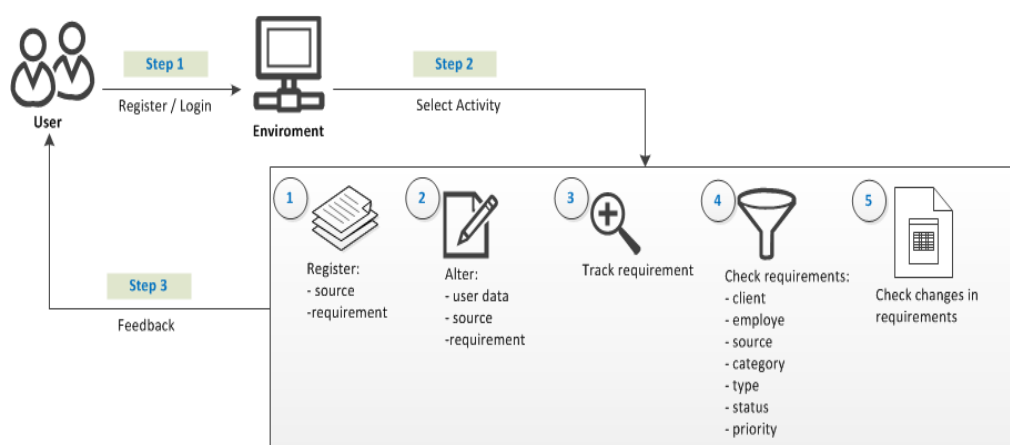 Step 1
Register / Login
User
Enviroment
Step 2
Select Activity
1
Register:
- source
-requirement
2
Alter:
- user data
- source
-requirement
3
Track requirement
4
Check requirements:
- client
- employe
- source
- category
- type
- status
- priority
5
Check changes in
requirements
Step 3
Feedback